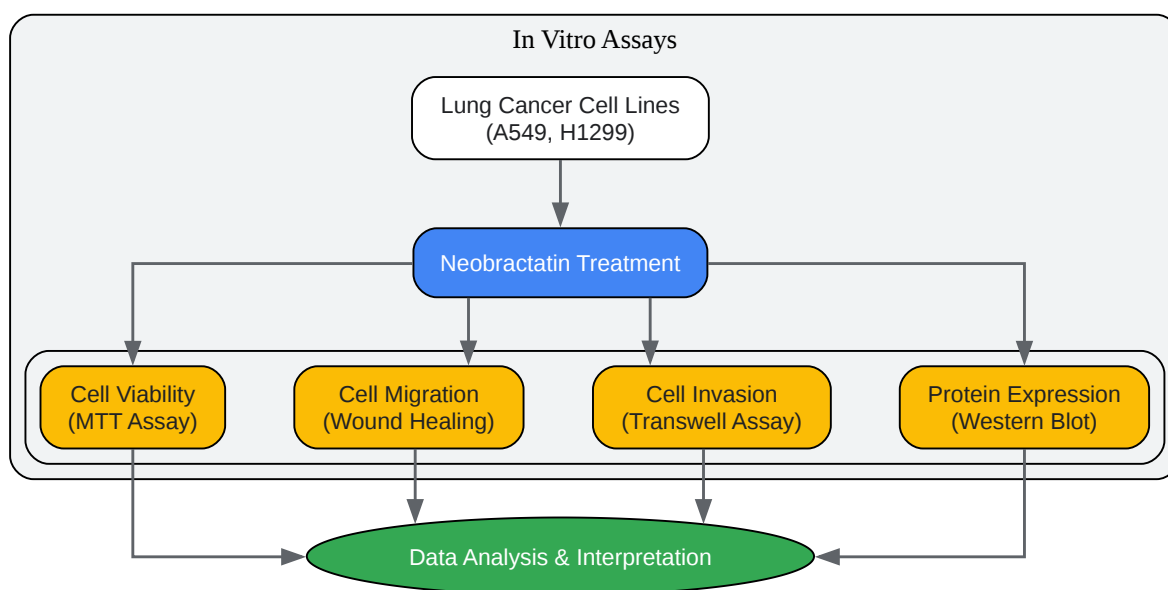 In Vitro Assays
Lung Cancer Cell Lines
(A549, H1299)
Neobractatin Treatment
Cell Viability
(MTT Assay)
Cell Migration
(Wound Healing)
Cell Invasion
(Transwell Assay)
Protein Expression
(Western Blot)
Data Analysis & Interpretation